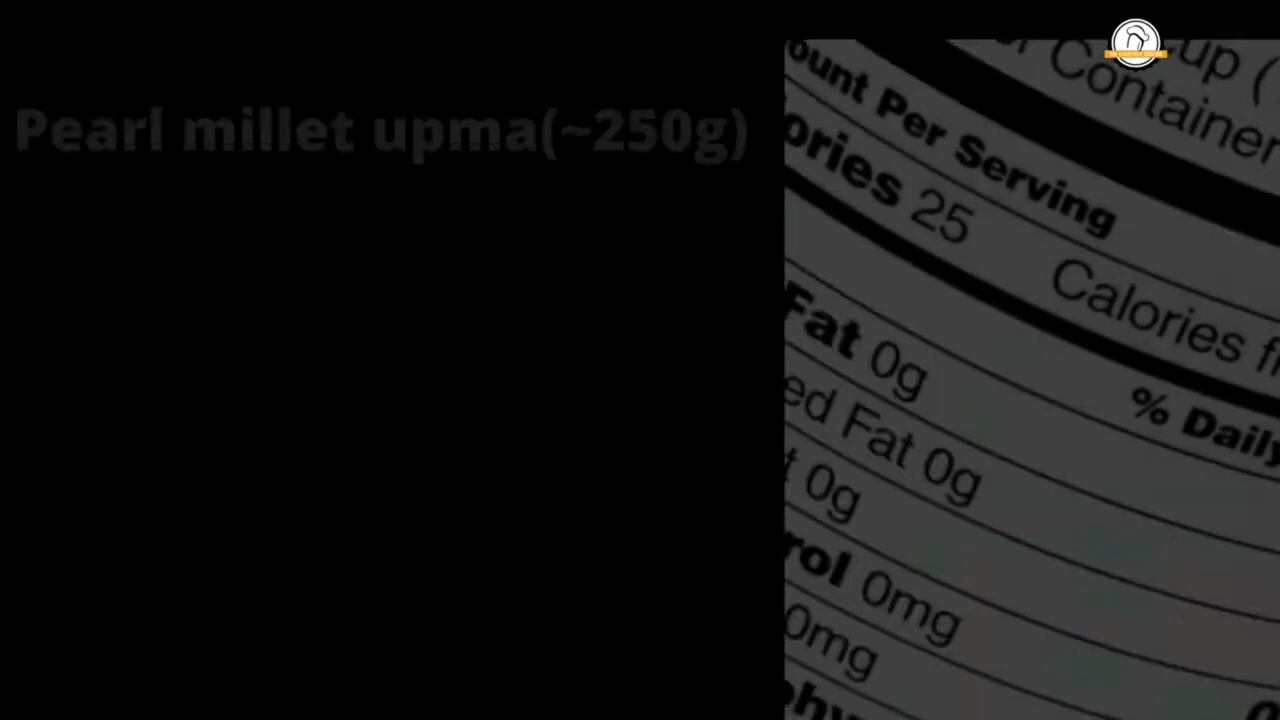 Pearl millet upma(~250g)
Container
ount Per Serving
ories 25
Calories
Fat 0g
% Daily
ed Fat 0g
t 0g
rol 0mg
0mg